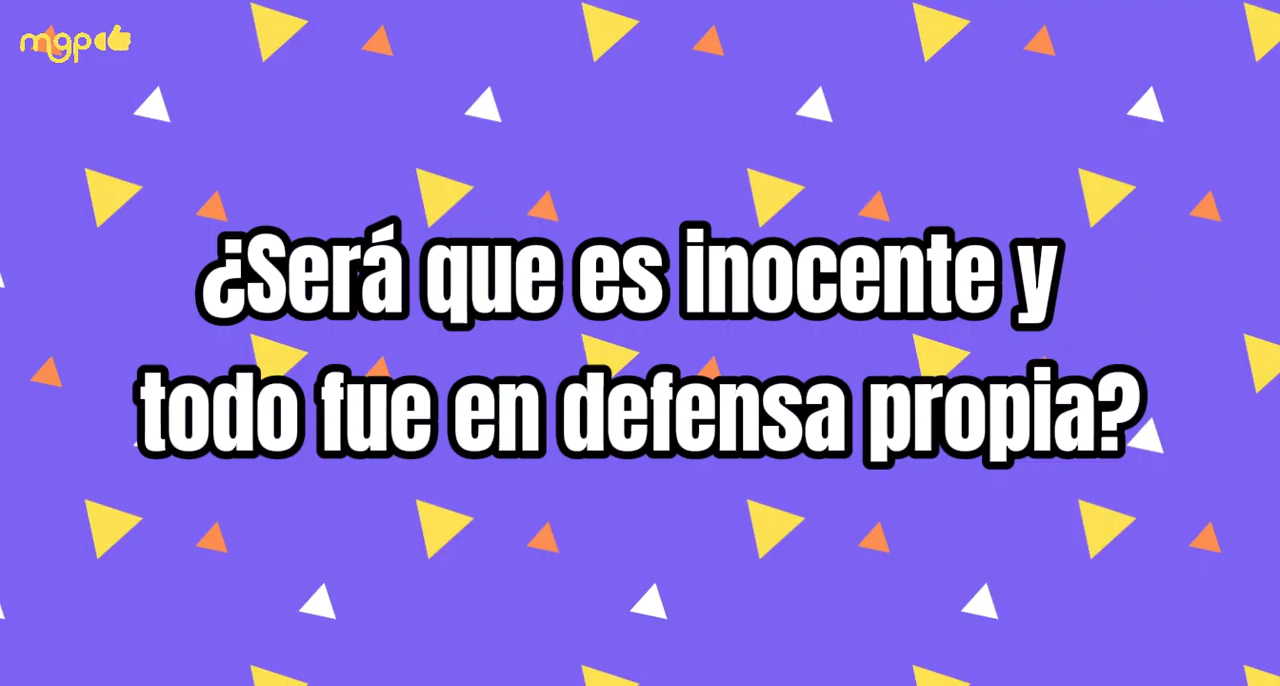 mgp
¿Será que es inocente y
todo fue en defensa propia?